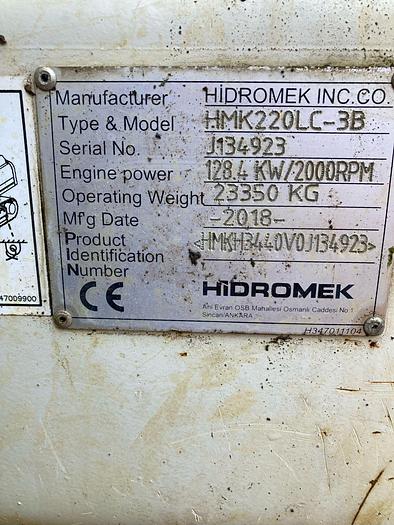 Manufacturer HİDROMEK INC.CO.
Type & Model HMK220LC-3B
Serial No. J134923
Engine power 128.4 KW/2000RPM
Operating Weight 23350 KG
Mfg Date -2018-
Product <HMKH3440V0J134923>
Identification
Number
CE HİDROMEK
Ahi Evran OSB Mahallesi Osmanlı Caddesi No:1
Sincan/ANKARA
H347011104
47009900